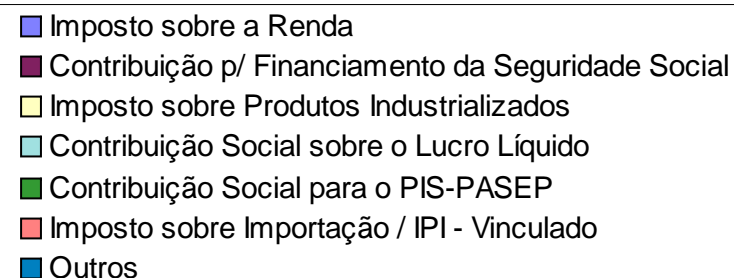 Imposto sobre a Renda
Contribuição p/ Financiamento da Seguridade Social
Imposto sobre Produtos Industrializados
Contribuição Social sobre o Lucro Líquido
Contribuição Social para o PIS-PASEP
Imposto sobre Importação / IPI - Vinculado
Outros